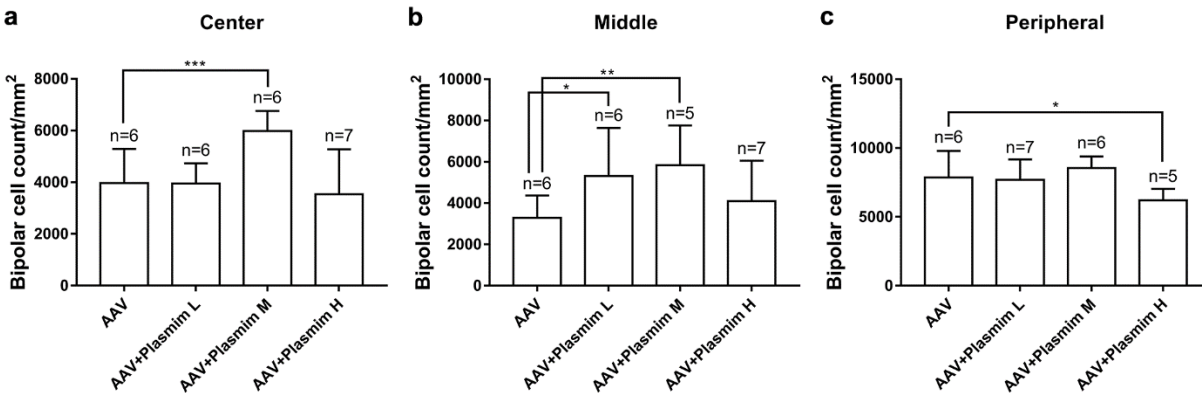 a
Center
Bipolar cell count/mm²
8000
6000
4000
2000
0
***
n=6
n=6
n=6
n=7
AAV
AAV+Plasmim L
AAV+Plasmim M
AAV+Plasmim H
b
Middle
Bipolar cell count/mm²
10000
8000
6000
4000
2000
0
**
*
n=6
n=6
n=5
n=7
AAV
AAV+Plasmim L
AAV+Plasmim M
AAV+Plasmim H
c
Peripheral
Bipolar cell count/mm²
15000
10000
5000
0
*
n=6
n=7
n=6
n=5
AAV
AAV+Plasmim L
AAV+Plasmim M
AAV+Plasmim H